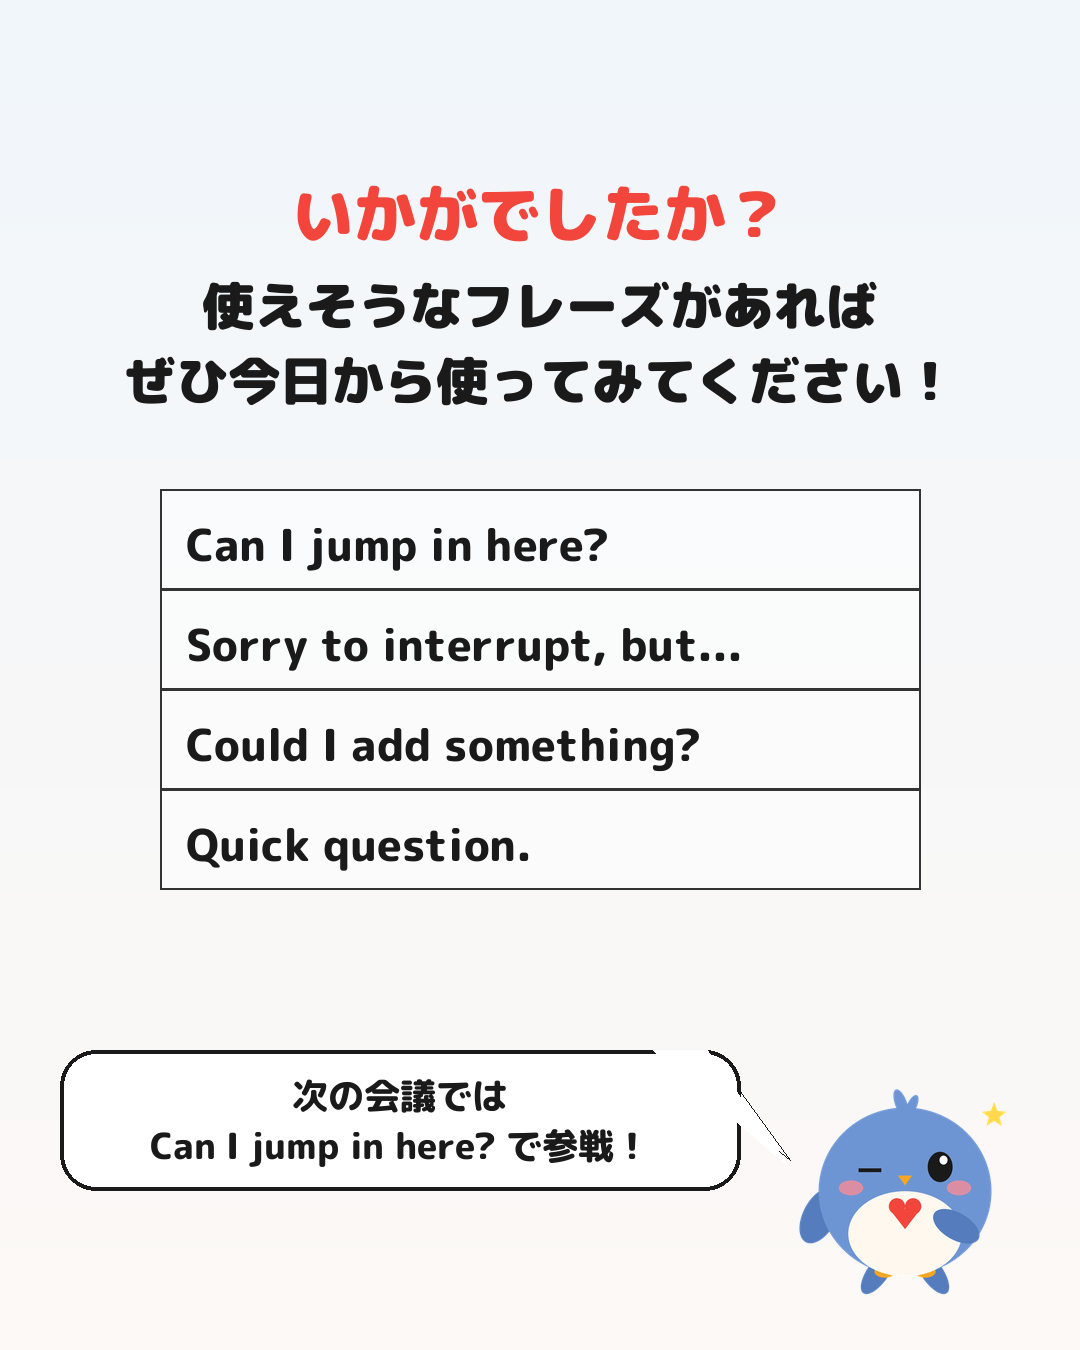 いかがでしたか？
使えそうなフレーズがあれば
ぜひ今日から使ってみてください！
Can I jump in here?
Sorry to interrupt, but...
Could I add something?
Quick question.
次の会議では
Can I jump in here? で参戦！